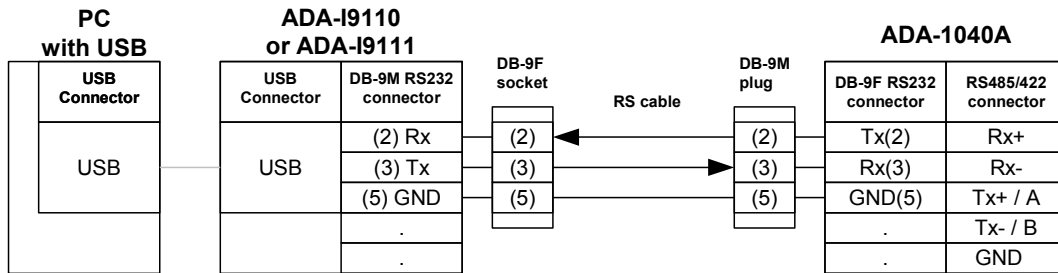 PC
with USB
ADA-I9110
or ADA-I9111
ADA-1040A
USB
Connector
USB
Connector
DB-9M RS232
connector
DB-9F
socket
RS cable
DB-9M
plug
DB-9F RS232
connector
RS485/422
connector
USB
USB
(2) Rx
(2)
(2)
Tx(2)
Rx+
(3) Tx
(3)
(3)
Rx(3)
Rx-
(5) GND
(5)
(5)
GND(5)
Tx+ / A
.
.
Tx- / B
.
.
GND